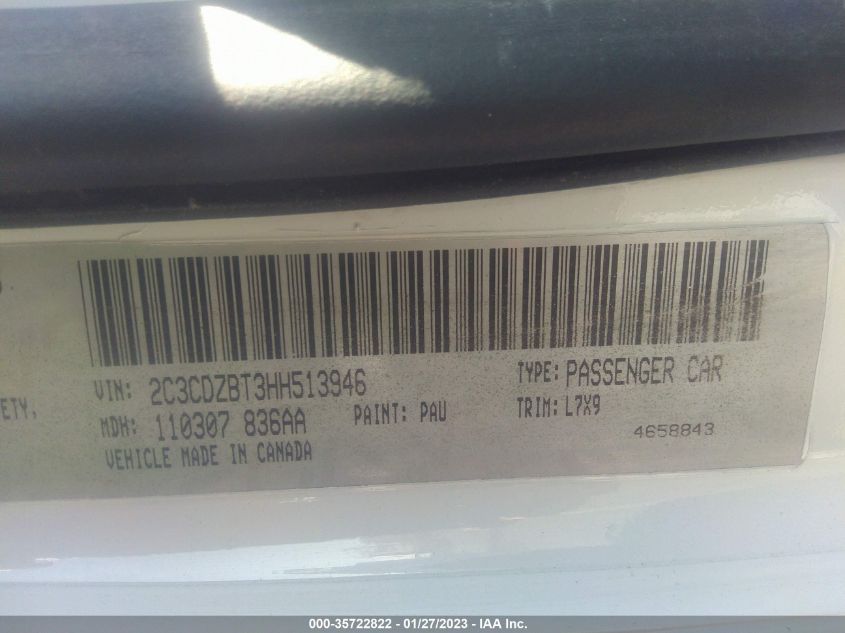 VIN: 2C3CDZBT3HH513946
TYPE: PASSENGER CAR
ETY,
MDH: 110307 836AA
PAINT: PAU
TRIM: L7X9
4658843
VEHICLE MADE IN CANADA
000-35722822 - 01/27/2023 - IAA Inc.